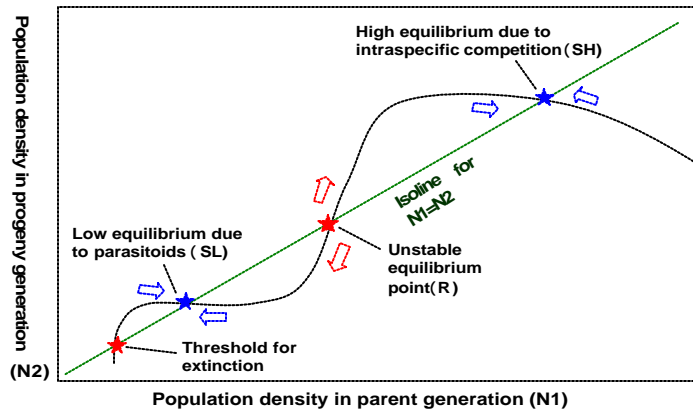 High equilibrium due to
intraspecific competition(SH)
Population density in progeny generation
(N2)
Isoline for
N1=N2
Low equilibrium due
to parasitoids (SL)
Unstable
equilibrium
point(R)
Threshold for
extinction
Population density in parent generation (N1)